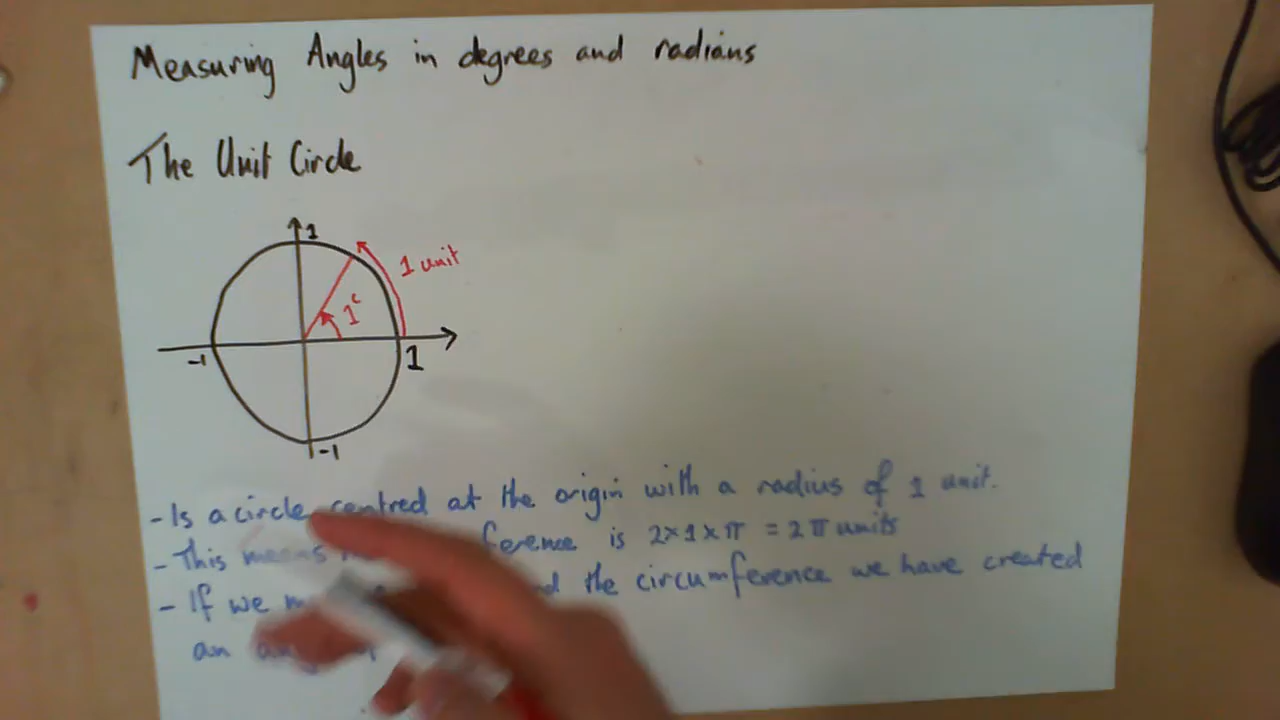 Measuring Angles in degrees and radians
The Unit Circle
1
1 unit
1ᶜ
-1
1
-1
- Is a circle centred at the origin with a radius of 1 unit.
- This means ference is 2×1×π = 2π units
- If we the circumference we have created
an